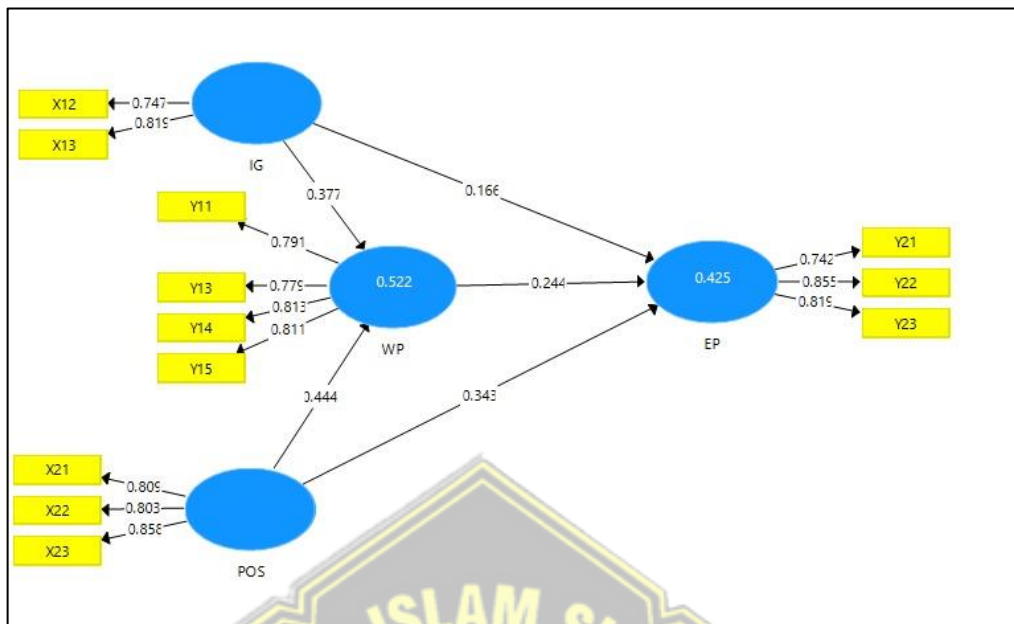 X12
0.747
X13
0.819
IG
0.377
0.166
Y11
0.791
Y13
0.779
Y14
0.813
Y15
0.811
0.522
WP
0.244
0.425
EP
Y21
0.742
Y22
0.855
Y23
0.819
0.444
0.343
X21
0.809
X22
0.803
X23
0.858
POS
ISLAM